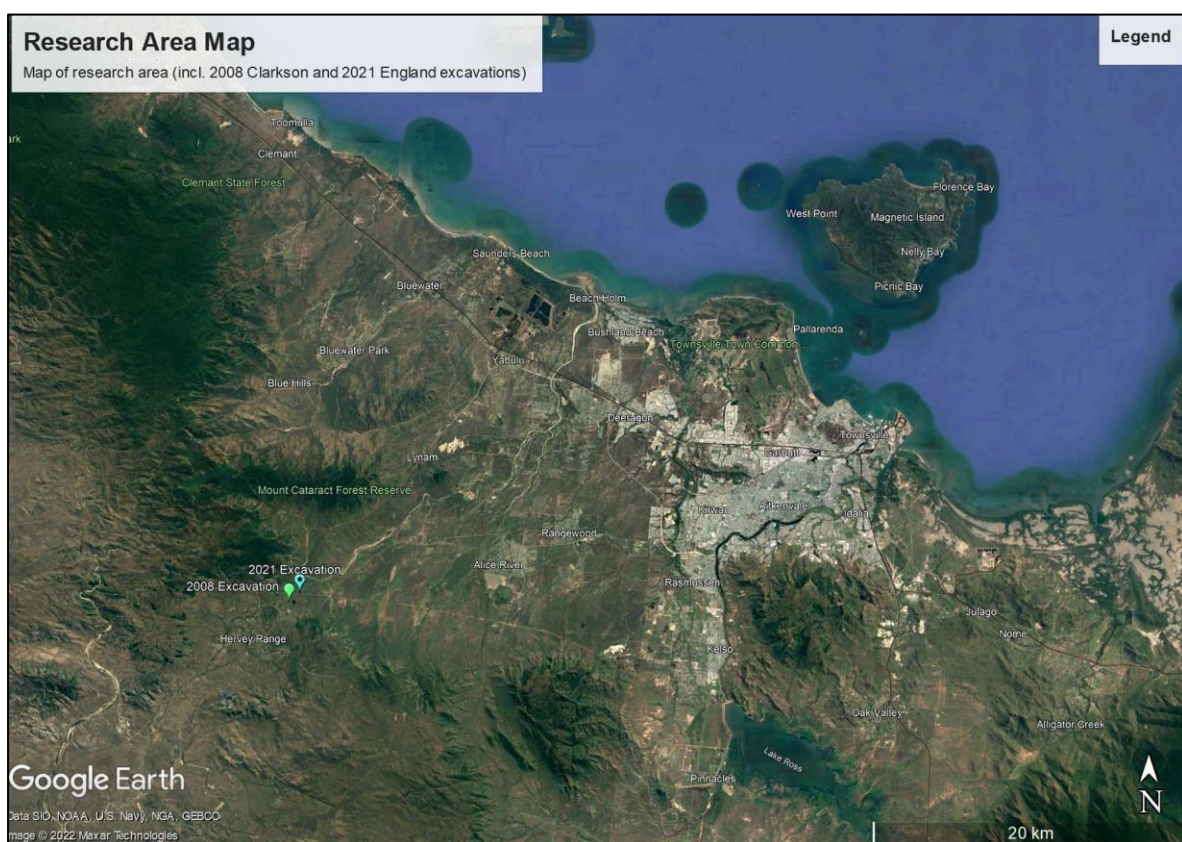 Research Area Map
Map of research area (incl. 2008 Clarkson and 2021 England excavations)
Legend
ark
Toomulla
Clemant
Clemant State Forest
Florence Bay
West Point
Magnetic Island
Nelly Bay
Picnic Bay
Saunders Beach
Bluewater
Beach Holm
Bushland Beach
Pallarenda
Townsville Town Common ...
Bluewater Park
Yabulu
Blue Hills
Deeragun
Townsville
Garbutt
Lynam
Mount Cataract Forest Reserve
Kirwan
Aitkenvale
Idalia
Rangewood
Alice River
2021 Excavation
2008 Excavation
Rasmussen
Julago
Nome
Hervey Range
Kelso
Oak Valley
Alligator Creek
Lake Ross
Pinnacles
Google Earth
Data SIO, NOAA, U.S. Navy, NGA, GEBCO
Image © 2022 Maxar Technologies
N
20 km